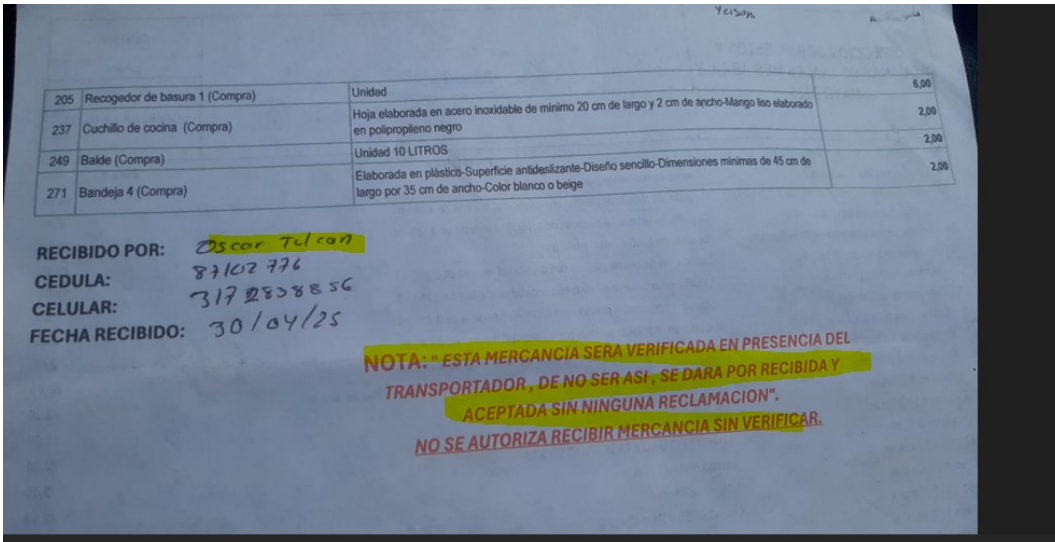 Yeison
205 Recogedor de basura 1 (Compra) Unidad 6,00
237 Cuchillo de cocina (Compra) Hoja elaborada en acero inoxidable de minimo 20 cm de largo y 2 cm de ancho-Mango liso elaborado 2,00
en polipropileno negro
249 Balde (Compra) Unidad 10 LITROS 2,00
271 Bandeja 4 (Compra) Elaborada en plástico-Superficie antideslizante-Diseño sencillo-Dimensiones minimas de 45 cm de 2,00
largo por 35 cm de ancho-Color blanco o beige
RECIBIDO POR: Oscar
CEDULA: 87102776
CELULAR: 3172838856
FECHA RECIBIDO: 30/04/25
NOTA: " ESTA MERCANCIA SERA VERIFICADA EN PRESENCIA DEL
TRANSPORTADOR , DE NO SER ASI , SE DARA POR RECIBIDA Y
ACEPTADA SIN NINGUNA RECLAMACION".
NO SE AUTORIZA RECIBIR MERCANCIA SIN VERIFICAR.